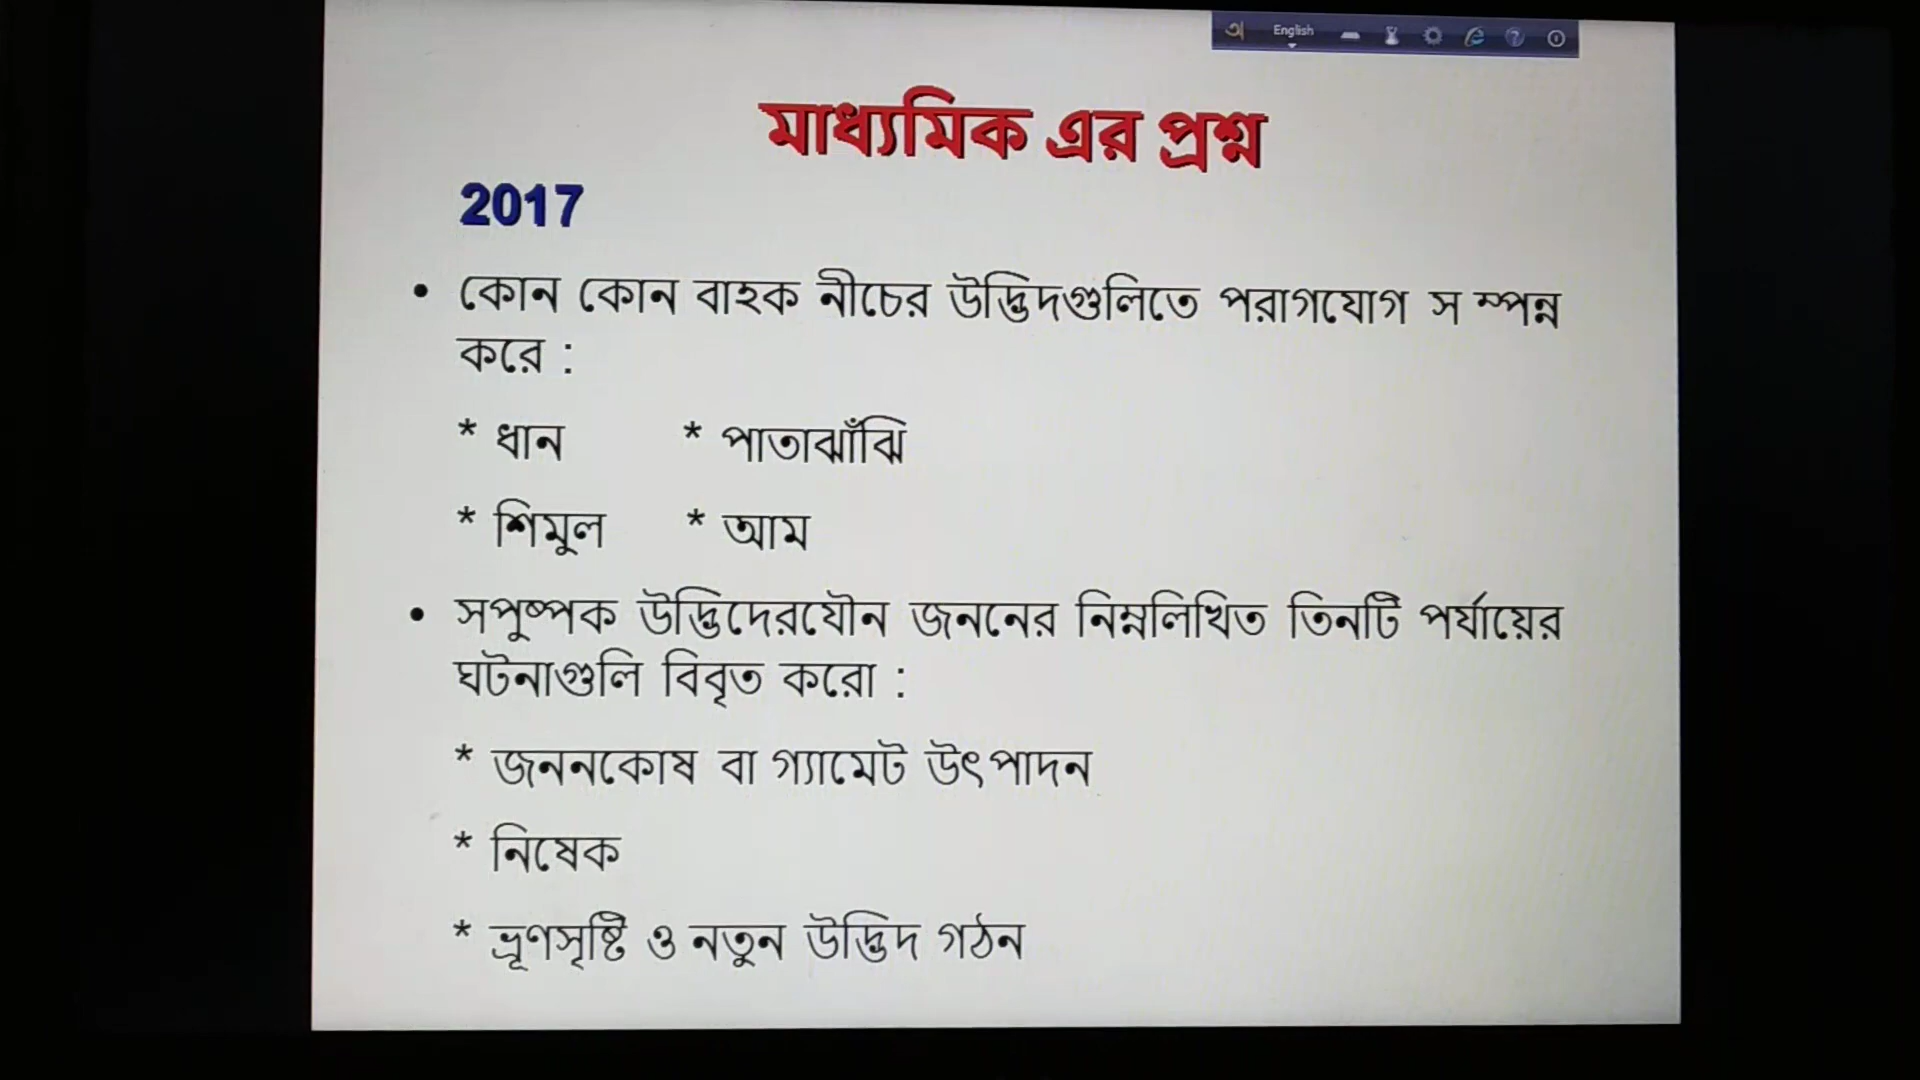 অ English
মাধ্যমিক এর প্রশ্ন
2017
• কোন কোন বাহক নীচের উদ্ভিদগুলিতে পরাগযোগ স ম্পন্ন
করে :
* ধান * পাতাঝাঁঝি
* শিমুল * আম
• সপুষ্পক উদ্ভিদেরযৌন জননের নিম্নলিখিত তিনটি পর্যায়ের
ঘটনাগুলি বিবৃত করো :
* জননকোষ বা গ্যামেট উৎপাদন
* নিষেক
* ভ্রূণসৃষ্টি ও নতুন উদ্ভিদ গঠন